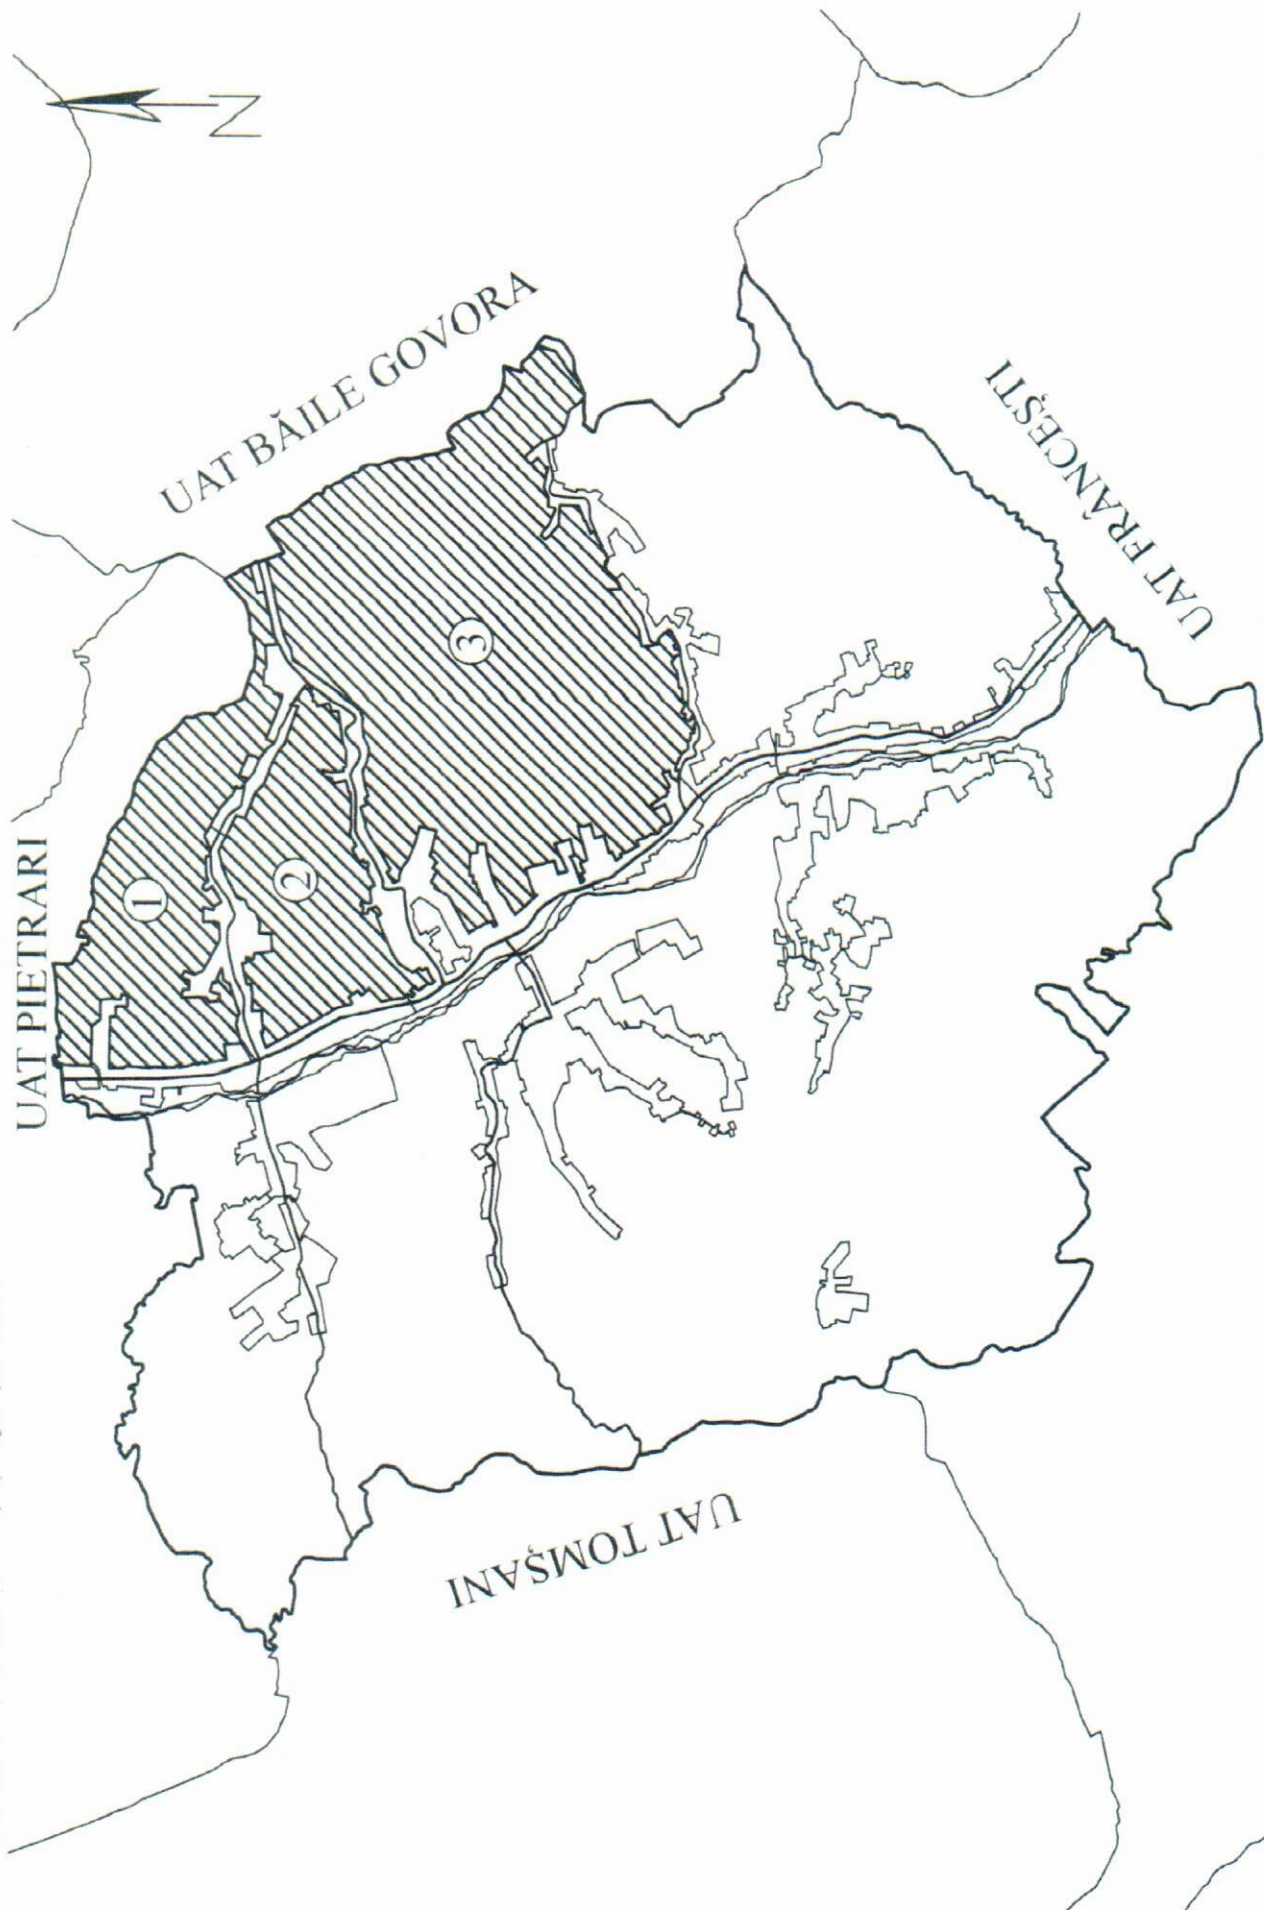 N
UAT PIETRARI
UAT BĂILE GOVORA
1
2
3
UAT FRÂNCEȘTI
UAT TOMȘANI